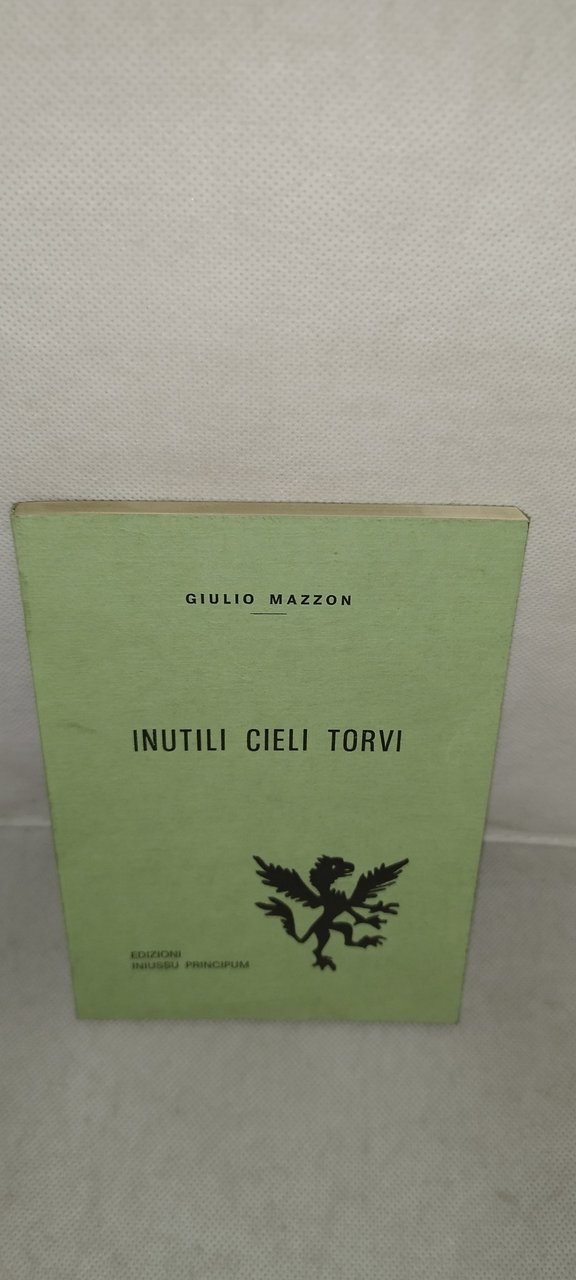 GIULIO MAZZON
INUTILI CIELI TORVI
EDIZIONI
INIUSSU PRINCIPUM